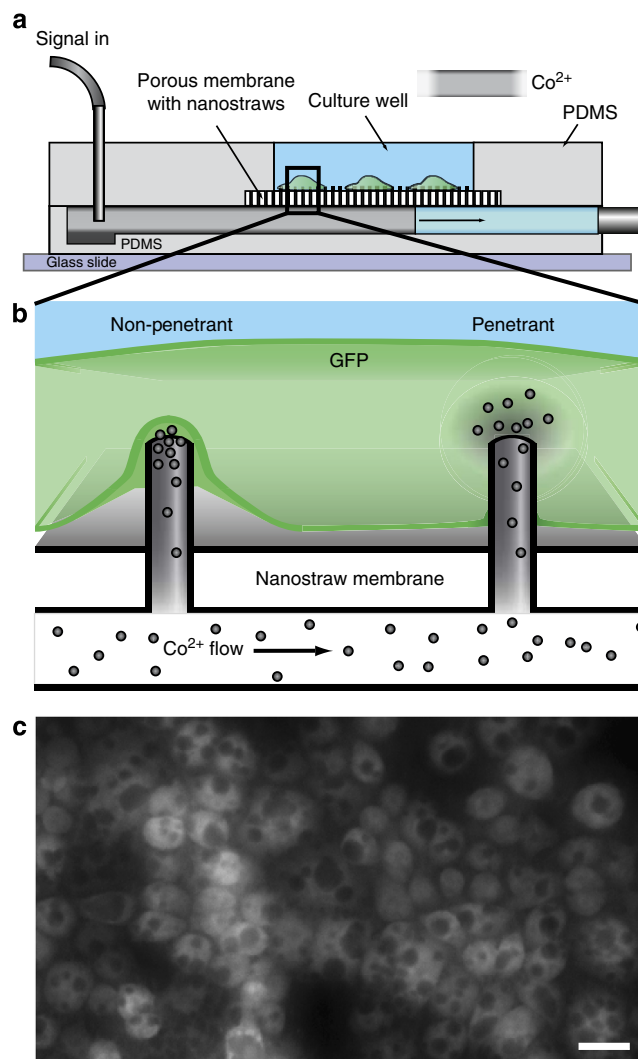 a
Signal in
Porous membrane
with nanostraws
Culture well
Co2+
PDMS
PDMS
Glass slide
b
Non-penetrant
Penetrant
GFP
Nanostraw membrane
Co2+ flow
c